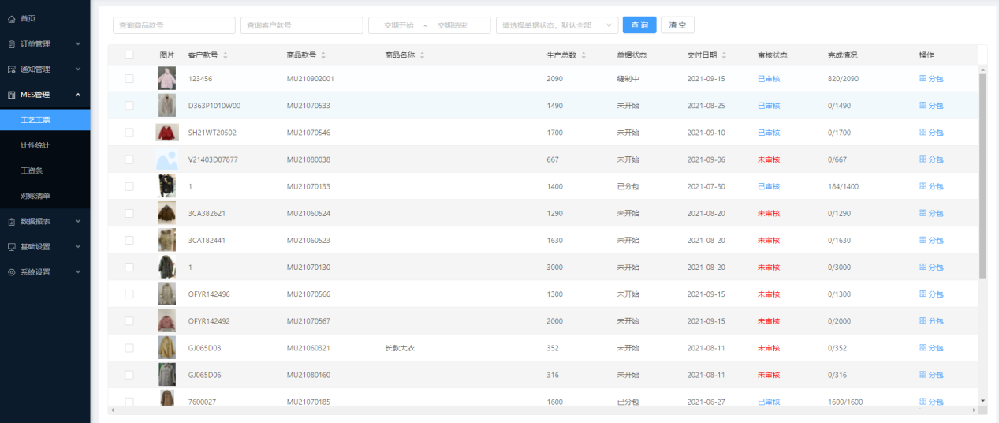 首页
订单管理
通知管理
MES管理
工艺工票
计件统计
工资条
对账清单
数据报表
基础设置
系统设置
查询商品款号 查询客户款号 交期开始 ~ 交期结束 请选择单据状态，默认全部 查 询 清 空
图片 客户款号 商品款号 商品名称 生产总数 单据状态 交付日期 审核状态 完成情况 操作
123456 MU210902001 2090 缝制中 2021-09-15 已审核 820/2090 分包
D363P1010W00 MU21070533 1490 未开始 2021-08-25 已审核 0/1490 分包
SH21WT20502 MU21070546 1700 未开始 2021-09-10 已审核 0/1700 分包
V21403D07877 MU21080038 667 未开始 2021-09-06 未审核 0/667 分包
1 MU21070133 1400 已分包 2021-07-30 已审核 184/1400 分包
3CA382621 MU21060524 1290 未开始 2021-08-20 未审核 0/1290 分包
3CA182441 MU21060523 1630 未开始 2021-08-20 未审核 0/1630 分包
1 MU21070130 3000 未开始 2021-08-20 未审核 0/3000 分包
OFYR142496 MU21070566 1300 未开始 2021-09-15 未审核 0/1300 分包
OFYR142492 MU21070567 2000 未开始 2021-09-15 未审核 0/2000 分包
GJ065D03 MU21060321 长款大衣 352 未开始 2021-08-11 未审核 0/352 分包
GJ065D06 MU21080160 316 未开始 2021-08-11 未审核 0/316 分包
7600027 MU21070185 1600 已分包 2021-06-27 已审核 1600/1600 分包